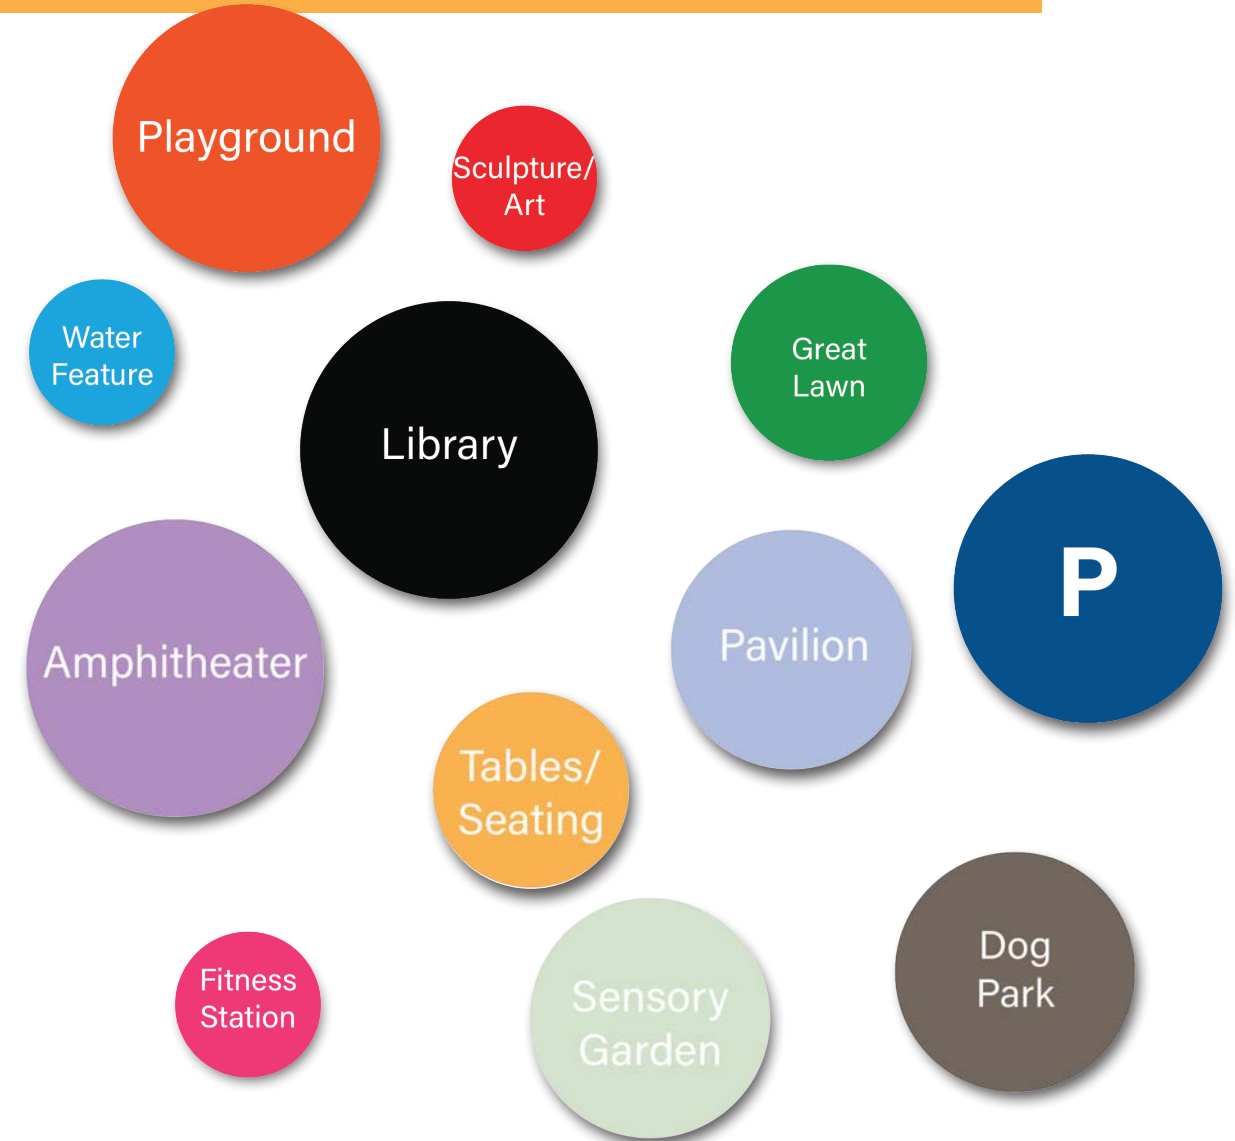 Playground
Sculpture/
Art
Water
Feature
Great
Lawn
Library
P
Amphitheater
Pavilion
Tables/
Seating
Dog
Park
Fitness
Station
Sensory
Garden